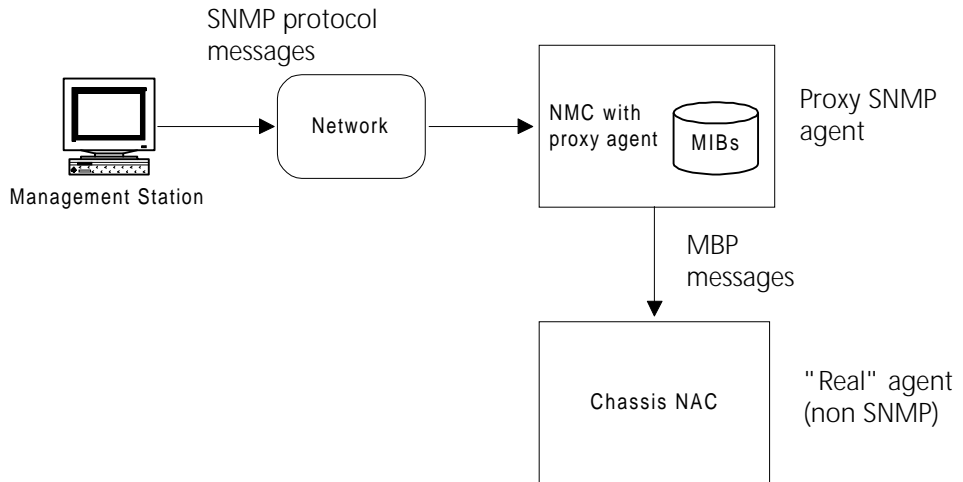 SNMP protocol
messages
Management Station
Network
NMC with
proxy agent
MIBs
Proxy SNMP
agent
MBP
messages
Chassis NAC
"Real" agent
(non SNMP)